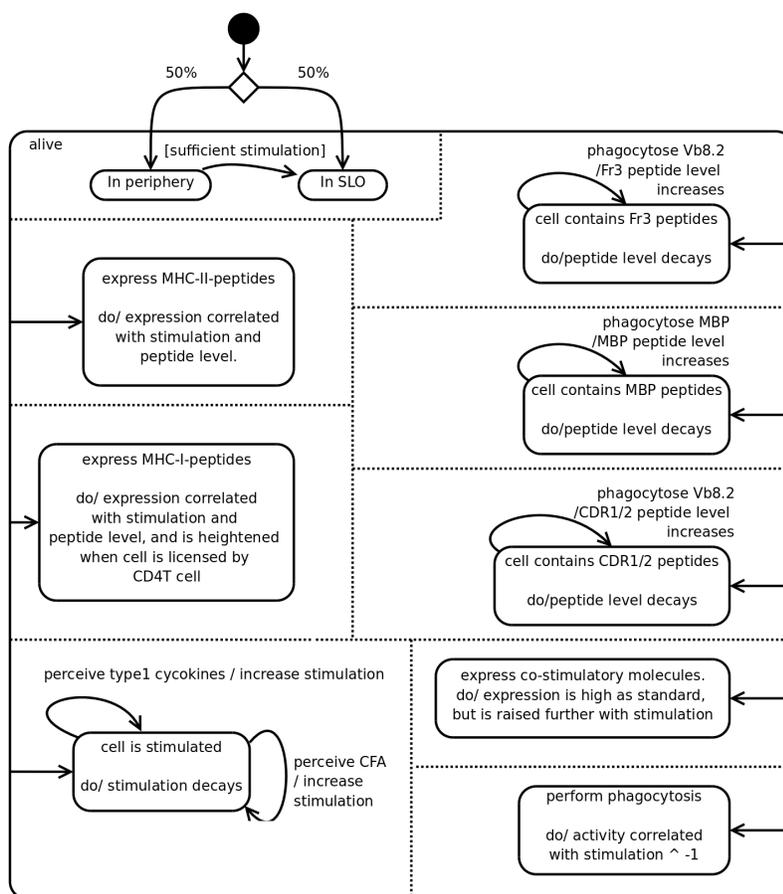 50%
50%
alive
[sufficient stimulation]
In periphery
In SLO
phagocytose Vb8.2
/Fr3 peptide level
increases
cell contains Fr3 peptides
do/peptide level decays
express MHC-II-peptides
do/ expression correlated
with stimulation and
peptide level.
phagocytose MBP
/MBP peptide level
increases
cell contains MBP peptides
do/peptide level decays
express MHC-I-peptides
do/ expression correlated
with stimulation and
peptide level, and is heightened
when cell is licensed by
CD4T cell
phagocytose Vb8.2
/CDR1/2 peptide level
increases
cell contains CDR1/2 peptides
do/peptide level decays
perceive type1 cycokines / increase stimulation
cell is stimulated
do/ stimulation decays
perceive CFA
/ increase
stimulation
express co-stimulatory molecules.
do/ expression is high as standard,
but is raised further with stimulation
perform phagocytosis
do/ activity correlated
with stimulation ^ -1